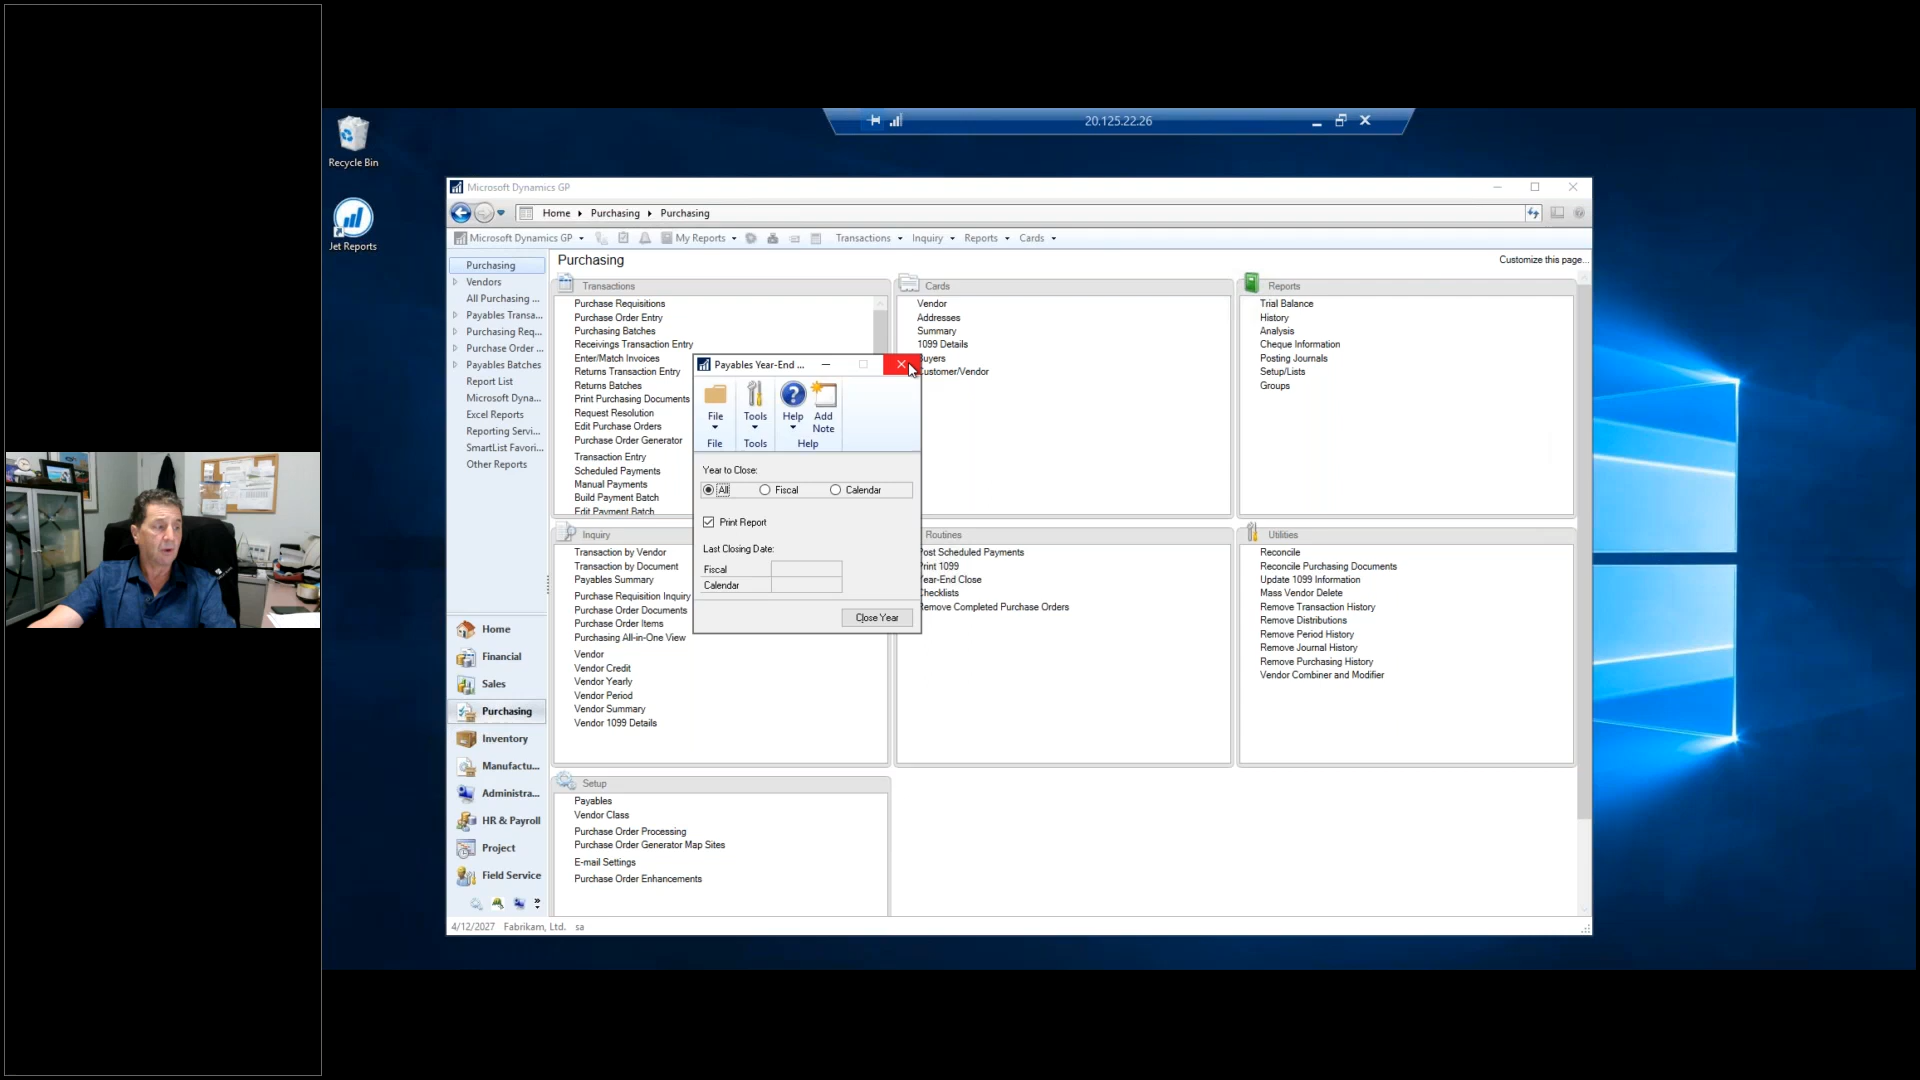 20.125.22.26
Recycle Bin
Jet Reports
Microsoft Dynamics GP
Home Purchasing Purchasing
Microsoft Dynamics GP My Reports Transactions Inquiry Reports Cards
Purchasing
Vendors
All Purchasing ...
Payables Transa...
Purchasing Req...
Purchase Order ...
Payables Batches
Report List
Microsoft Dyna...
Excel Reports
Reporting Servi...
SmartList Favori...
Other Reports
Home
Financial
Sales
Purchasing
Inventory
Manufactu...
Administra...
HR & Payroll
Project
Field Service
Purchasing
Customize this page...
Transactions
Purchase Requisitions
Purchase Order Entry
Purchasing Batches
Receivings Transaction Entry
Enter/Match Invoices
Returns Transaction Entry
Returns Batches
Print Purchasing Documents
Request Resolution
Edit Purchase Orders
Purchase Order Generator
Transaction Entry
Scheduled Payments
Manual Payments
Build Payment Batch
Edit Payment Batch
Cards
Vendor
Addresses
Summary
1099 Details
Buyers
Customer/Vendor
Reports
Trial Balance
History
Analysis
Cheque Information
Posting Journals
Setup/Lists
Groups
Payables Year-End ...
File
Tools
Help
Add
Note
File
Tools
Help
Year to Close:
All Fiscal Calendar
Print Report
Last Closing Date:
Fiscal
Calendar
Close Year
Inquiry
Transaction by Vendor
Transaction by Document
Payables Summary
Purchase Requisition Inquiry
Purchase Order Documents
Purchase Order Items
Purchasing All-in-One View
Vendor
Vendor Credit
Vendor Yearly
Vendor Period
Vendor Summary
Vendor 1099 Details
Routines
Post Scheduled Payments
Print 1099
Year-End Close
Checklists
Remove Completed Purchase Orders
Utilities
Reconcile
Reconcile Purchasing Documents
Update 1099 Information
Mass Vendor Delete
Remove Transaction History
Remove Distributions
Remove Period History
Remove Journal History
Remove Purchasing History
Vendor Combiner and Modifier
Setup
Payables
Vendor Class
Purchase Order Processing
Purchase Order Generator Map Sites
E-mail Settings
Purchase Order Enhancements
4/12/2027 Fabrikam, Ltd. sa